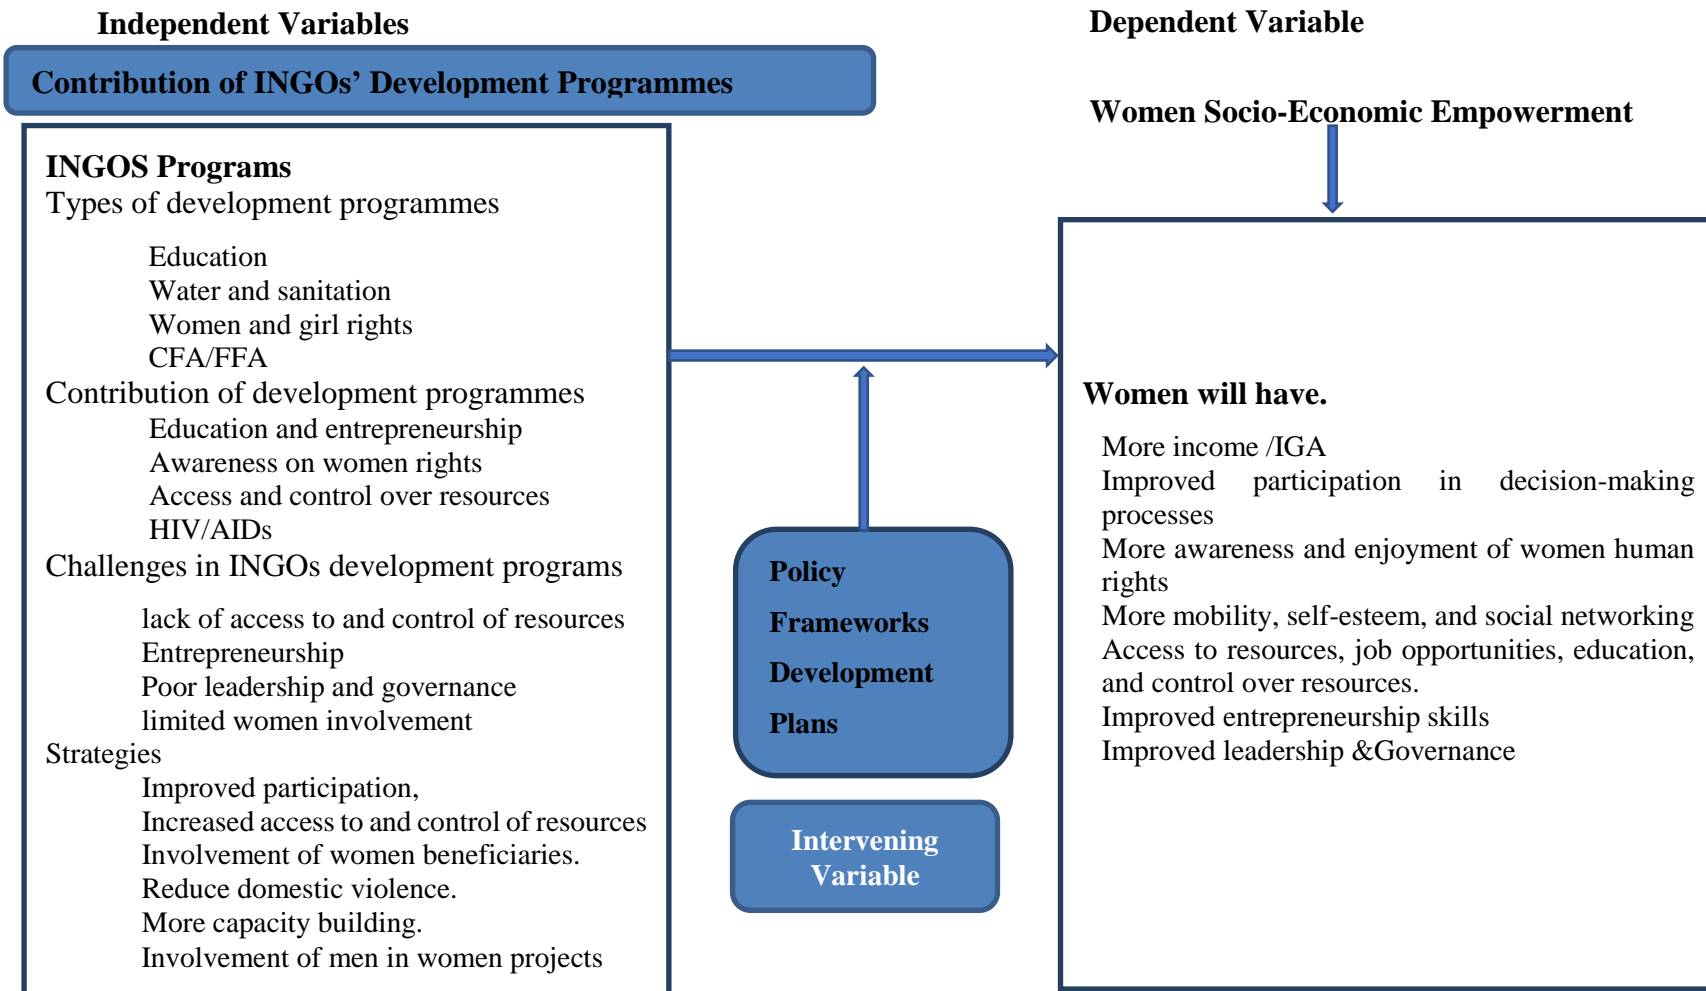 Independent Variables
Dependent Variable
Contribution of INGOs’ Development Programmes
Women Socio-Economic Empowerment
INGOS Programs
Types of development programmes
Education
Water and sanitation
Women and girl rights
CFA/FFA
Contribution of development programmes
Education and entrepreneurship
Awareness on women rights
Access and control over resources
HIV/AIDs
Challenges in INGOs development programs
lack of access to and control of resources
Entrepreneurship
Poor leadership and governance
limited women involvement
Strategies
Improved participation,
Increased access to and control of resources
Involvement of women beneficiaries.
Reduce domestic violence.
More capacity building.
Involvement of men in women projects
Policy
Frameworks
Development
Plans
Intervening
Variable
Women will have.
More income /IGA
Improved participation in decision-making
processes
More awareness and enjoyment of women human
rights
More mobility, self-esteem, and social networking
Access to resources, job opportunities, education,
and control over resources.
Improved entrepreneurship skills
Improved leadership &Governance